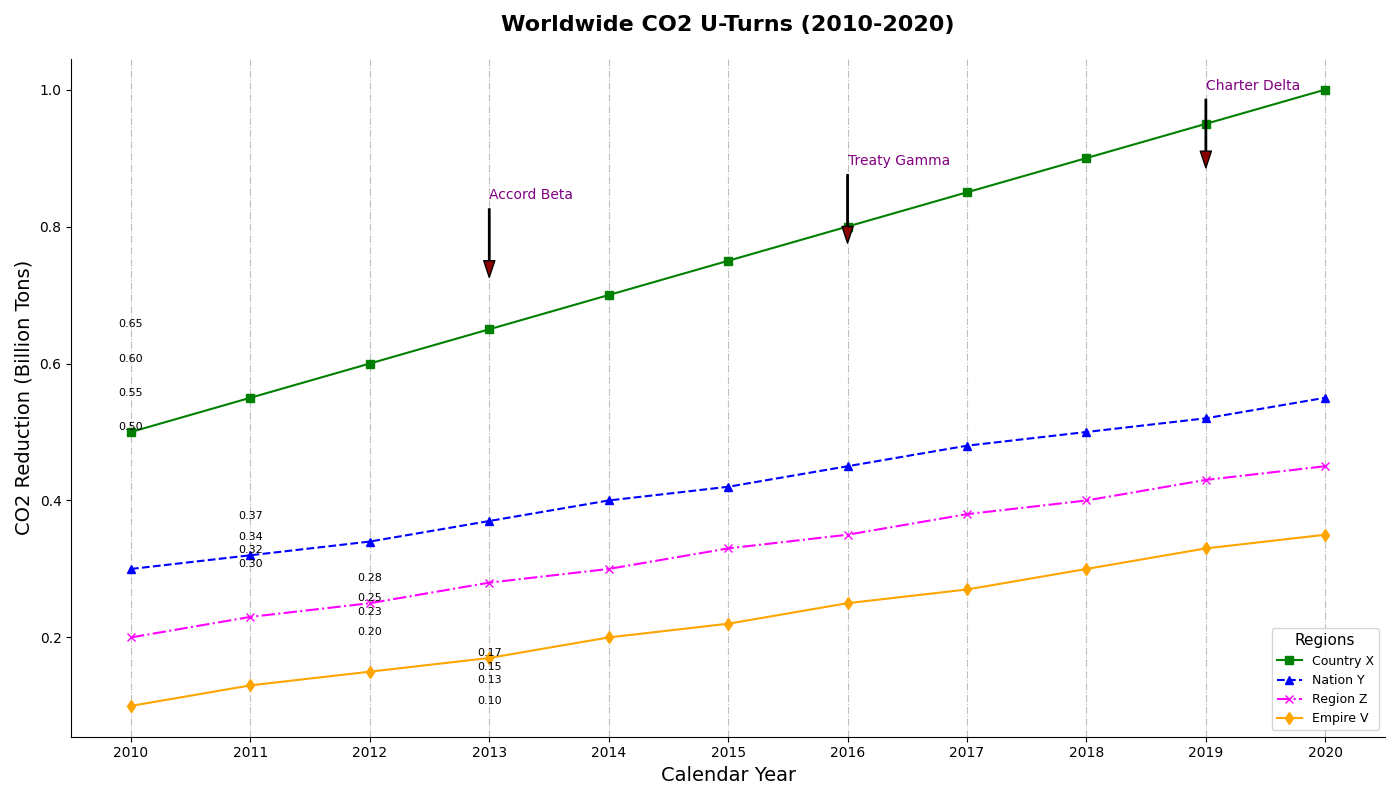 Worldwide CO2 U-Turns (2010-2020)
CO2 Reduction (Billion Tons)
1.0
0.8
0.6
0.4
0.2
Charter Delta
Treaty Gamma
Accord Beta
0.65
0.60
0.55
0.50
0.37
0.34
0.32
0.30
0.28
0.25
0.23
0.20
0.17
0.15
0.13
0.10
Regions
Country X
Nation Y
Region Z
Empire V
2010 2011 2012 2013 2014 2015 2016 2017 2018 2019 2020
Calendar Year